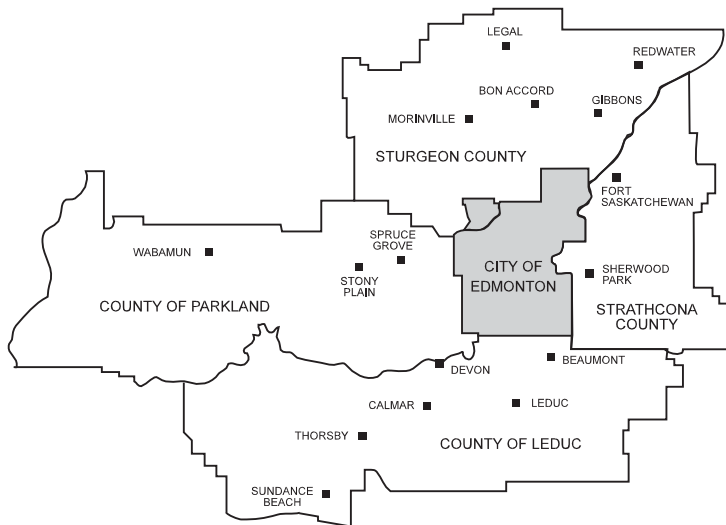 LEGAL
REDWATER
BON ACCORD
GIBBONS
MORINVILLE
STURGEON COUNTY
FORT
SASKATCHEWAN
SPRUCE
GROVE
WABAMUN
STONY
PLAIN
CITY OF
EDMONTON
SHERWOOD
PARK
COUNTY OF PARKLAND
STRATHCONA
COUNTY
DEVON
BEAUMONT
CALMAR
LEDUC
THORSBY
COUNTY OF LEDUC
SUNDANCE
BEACH